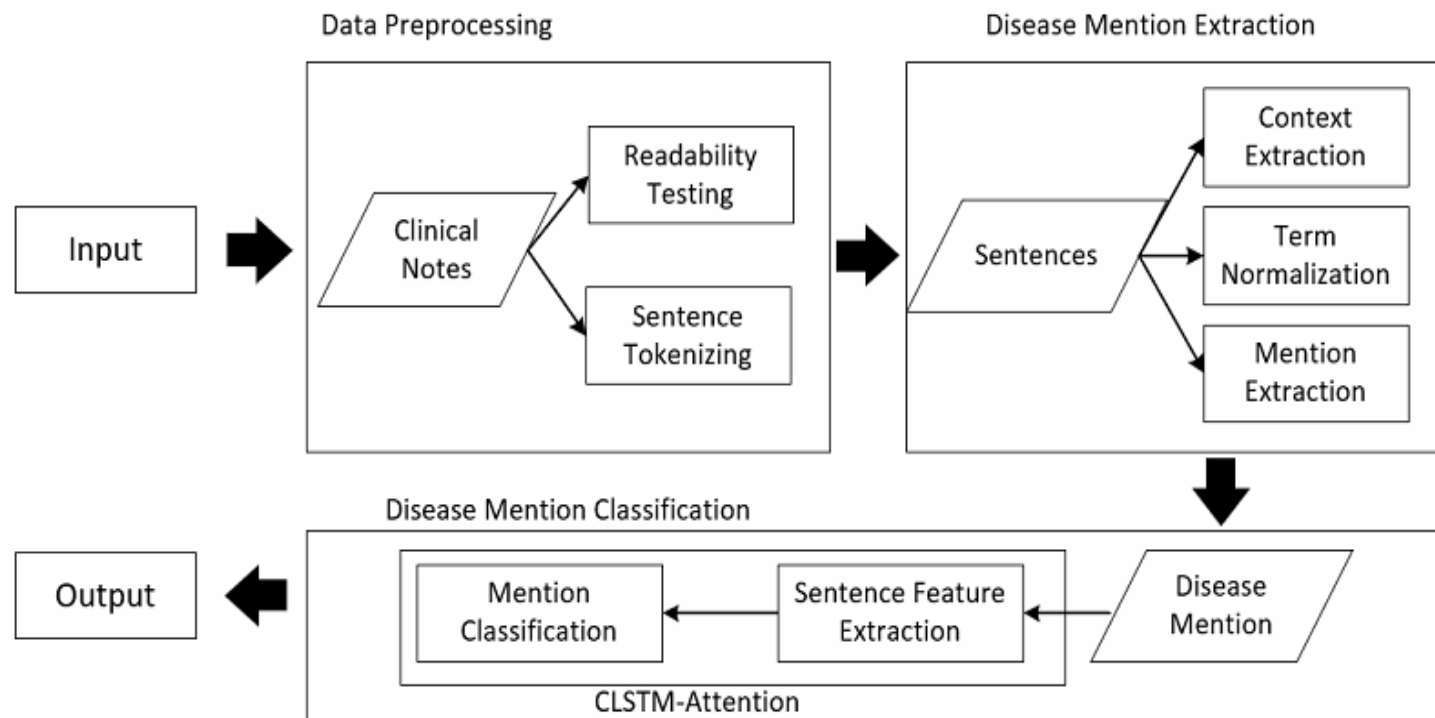 Data Preprocessing
Disease Mention Extraction
Input
Clinical
Notes
Readability
Testing
Sentence
Tokenizing
Sentences
Context
Extraction
Term
Normalization
Mention
Extraction
Disease Mention Classification
Output
Mention
Classification
Sentence Feature
Extraction
Disease
Mention
CLSTM-Attention